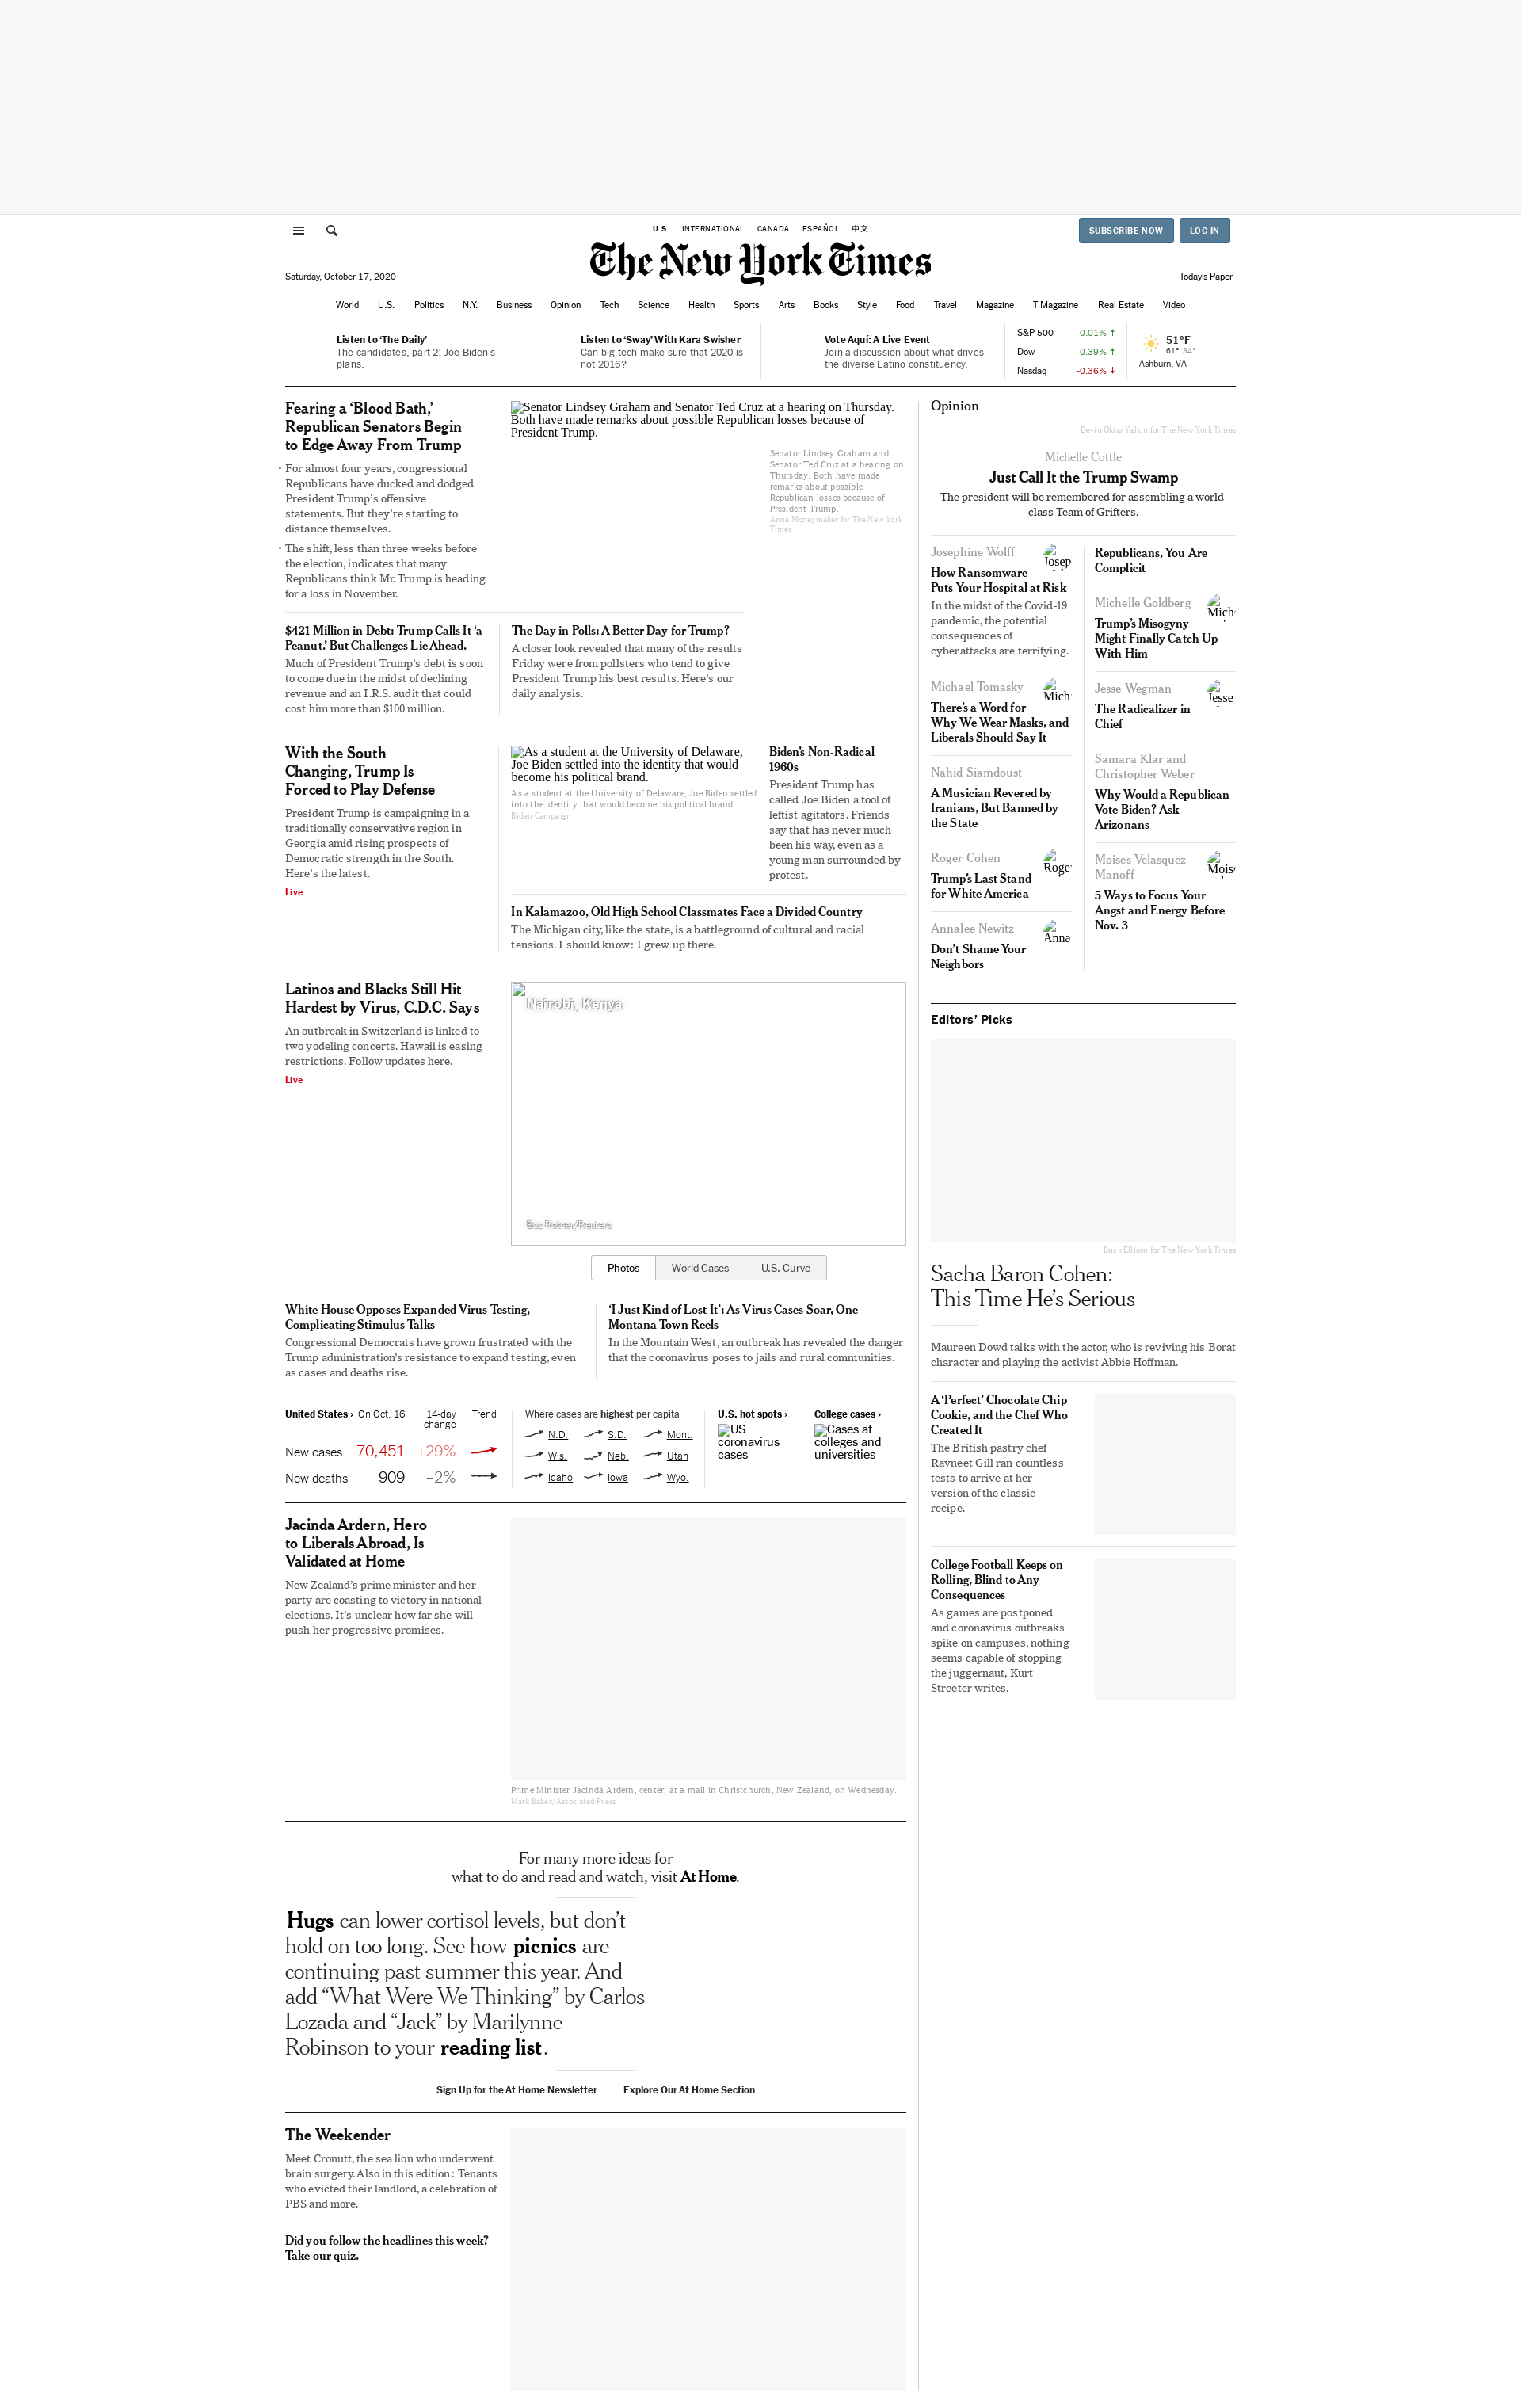 U.S. INTERNATIONAL CANADA ESPAÑOL 中文
SUBSCRIBE NOW LOG IN
The New York Times
Saturday, October 17, 2020
Today's Paper
World U.S. Politics N.Y. Business Opinion Tech Science Health Sports Arts Books Style Food Travel Magazine T Magazine Real Estate Video
Listen to ‘The Daily’
The candidates, part 2: Joe Biden’s
plans.
Listen to ‘Sway’ With Kara Swisher
Can big tech make sure that 2020 is
not 2016?
Vote Aquí: A Live Event
Join a discussion about what drives
the diverse Latino constituency.
S&P 500 +0.01% ↑
Dow +0.39% ↑
Nasdaq -0.36% ↓
51°F
61° 34°
Ashburn, VA
Fearing a ‘Blood Bath,’
Republican Senators Begin
to Edge Away From Trump
• For almost four years, congressional
Republicans have ducked and dodged
President Trump’s offensive
statements. But they’re starting to
distance themselves.
• The shift, less than three weeks before
the election, indicates that many
Republicans think Mr. Trump is heading
for a loss in November.
Senator Lindsey Graham and Senator Ted Cruz at a hearing on Thursday.
Both have made remarks about possible Republican losses because of
President Trump.
Senator Lindsey Graham and
Senator Ted Cruz at a hearing on
Thursday. Both have made
remarks about possible
Republican losses because of
President Trump.
Anna Moneymaker for The New York
Times
$421 Million in Debt: Trump Calls It ‘a
Peanut.’ But Challenges Lie Ahead.
Much of President Trump’s debt is soon
to come due in the midst of declining
revenue and an I.R.S. audit that could
cost him more than $100 million.
The Day in Polls: A Better Day for Trump?
A closer look revealed that many of the results
Friday were from pollsters who tend to give
President Trump his best results. Here’s our
daily analysis.
With the South
Changing, Trump Is
Forced to Play Defense
President Trump is campaigning in a
traditionally conservative region in
Georgia amid rising prospects of
Democratic strength in the South.
Here’s the latest.
Live
As a student at the University of Delaware,
Joe Biden settled into the identity that would
become his political brand.
As a student at the University of Delaware, Joe Biden settled
into the identity that would become his political brand.
Biden Campaign
Biden’s Non-Radical
1960s
President Trump has
called Joe Biden a tool of
leftist agitators. Friends
say that has never much
been his way, even as a
young man surrounded by
protest.
In Kalamazoo, Old High School Classmates Face a Divided Country
The Michigan city, like the state, is a battleground of cultural and racial
tensions. I should know: I grew up there.
Latinos and Blacks Still Hit
Hardest by Virus, C.D.C. Says
An outbreak in Switzerland is linked to
two yodeling concerts. Hawaii is easing
restrictions. Follow updates here.
Live
Nairobi, Kenya
Baz Ratner/Reuters
Photos World Cases U.S. Curve
White House Opposes Expanded Virus Testing,
Complicating Stimulus Talks
Congressional Democrats have grown frustrated with the
Trump administration’s resistance to expand testing, even
as cases and deaths rise.
‘I Just Kind of Lost It’: As Virus Cases Soar, One
Montana Town Reels
In the Mountain West, an outbreak has revealed the danger
that the coronavirus poses to jails and rural communities.
United States › On Oct. 16 14-day Trend
change
New cases 70,451 +29%
New deaths 909 –2%
Where cases are highest per capita
N.D. S.D. Mont.
Wis. Neb. Utah
Idaho Iowa Wyo.
U.S. hot spots ›
US
coronavirus
cases
College cases ›
Cases at
colleges and
universities
Jacinda Ardern, Hero
to Liberals Abroad, Is
Validated at Home
New Zealand’s prime minister and her
party are coasting to victory in national
elections. It’s unclear how far she will
push her progressive promises.
Prime Minister Jacinda Ardern, center, at a mall in Christchurch, New Zealand, on Wednesday.
Mark Baker/Associated Press
For many more ideas for
what to do and read and watch, visit At Home.
Hugs can lower cortisol levels, but don’t
hold on too long. See how picnics are
continuing past summer this year. And
add “What Were We Thinking” by Carlos
Lozada and “Jack” by Marilynne
Robinson to your reading list.
Sign Up for the At Home Newsletter Explore Our At Home Section
The Weekender
Meet Cronutt, the sea lion who underwent
brain surgery. Also in this edition: Tenants
who evicted their landlord, a celebration of
PBS and more.
Did you follow the headlines this week?
Take our quiz.
Opinion
Devin Oktar Yalkin for The New York Times
Michelle Cottle
Just Call It the Trump Swamp
The president will be remembered for assembling a world-
class Team of Grifters.
Josephine Wolff
Josep
How Ransomware
Puts Your Hospital at Risk
In the midst of the Covid-19
pandemic, the potential
consequences of
cyberattacks are terrifying.
Michael Tomasky
Mich
There’s a Word for
Why We Wear Masks, and
Liberals Should Say It
Nahid Siamdoust
A Musician Revered by
Iranians, But Banned by
the State
Roger Cohen
Roger
Trump’s Last Stand
for White America
Annalee Newitz
Anna
Don’t Shame Your
Neighbors
Republicans, You Are
Complicit
Michelle Goldberg
Mich
Trump’s Misogyny
Might Finally Catch Up
With Him
Jesse Wegman
Jesse
The Radicalizer in
Chief
Samara Klar and
Christopher Weber
Why Would a Republican
Vote Biden? Ask
Arizonans
Moises Velasquez-
Manoff
Moise
5 Ways to Focus Your
Angst and Energy Before
Nov. 3
Editors’ Picks
Buck Ellison for The New York Times
Sacha Baron Cohen:
This Time He’s Serious
Maureen Dowd talks with the actor, who is reviving his Borat
character and playing the activist Abbie Hoffman.
A ‘Perfect’ Chocolate Chip
Cookie, and the Chef Who
Created It
The British pastry chef
Ravneet Gill ran countless
tests to arrive at her
version of the classic
recipe.
College Football Keeps on
Rolling, Blind to Any
Consequences
As games are postponed
and coronavirus outbreaks
spike on campuses, nothing
seems capable of stopping
the juggernaut, Kurt
Streeter writes.